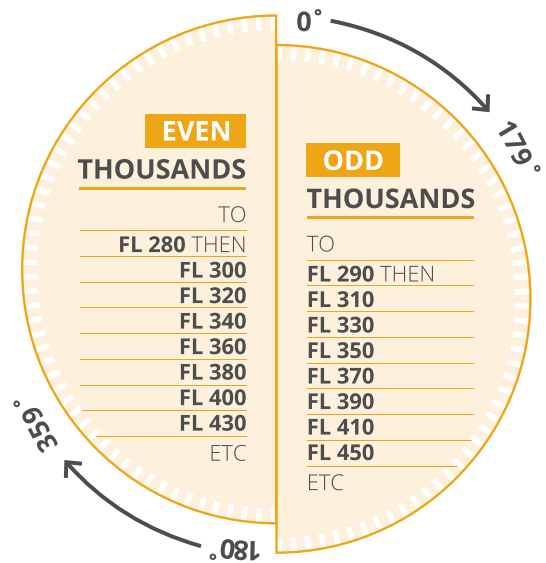 0°
179°
EVEN
THOUSANDS
TO
FL 280 THEN
FL 300
FL 320
FL 340
FL 360
FL 380
FL 400
FL 430
ETC
ODD
THOUSANDS
TO
FL 290 THEN
FL 310
FL 330
FL 350
FL 370
FL 390
FL 410
FL 450
ETC
359°
180°